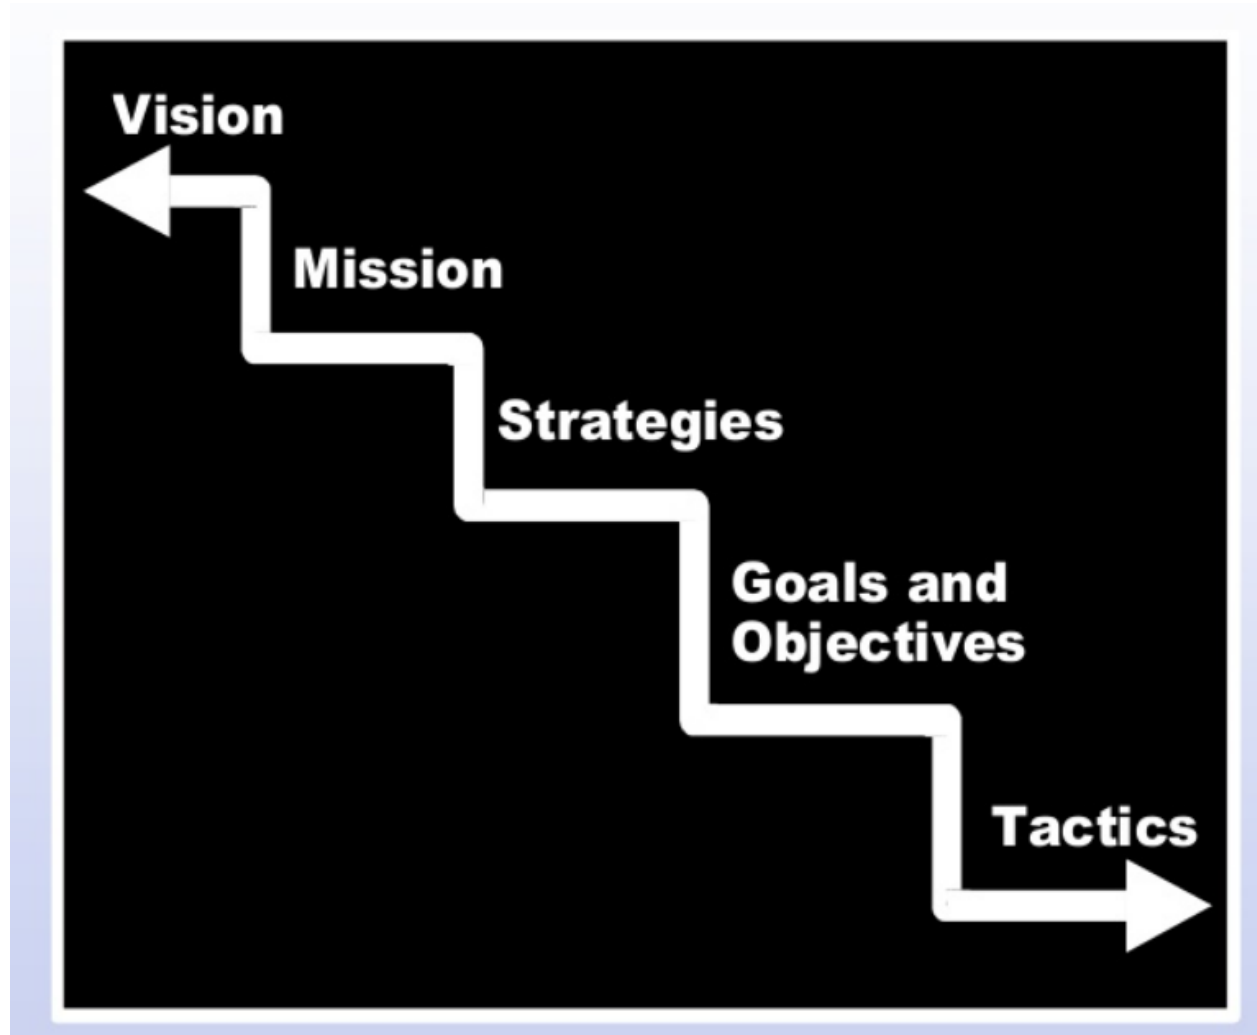 Vision
Mission
Strategies
Goals and
Objectives
Tactics